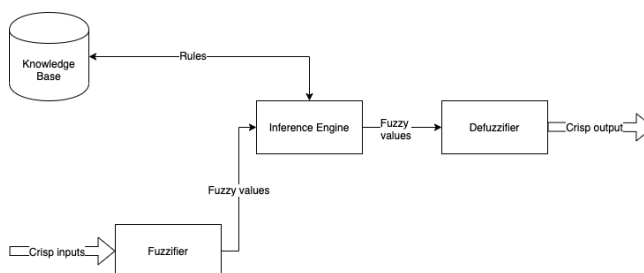 Knowledge
Base
Rules
Inference Engine
Fuzzy
values
Defuzzifier
Crisp output
Fuzzy values
Crisp inputs
Fuzzifier